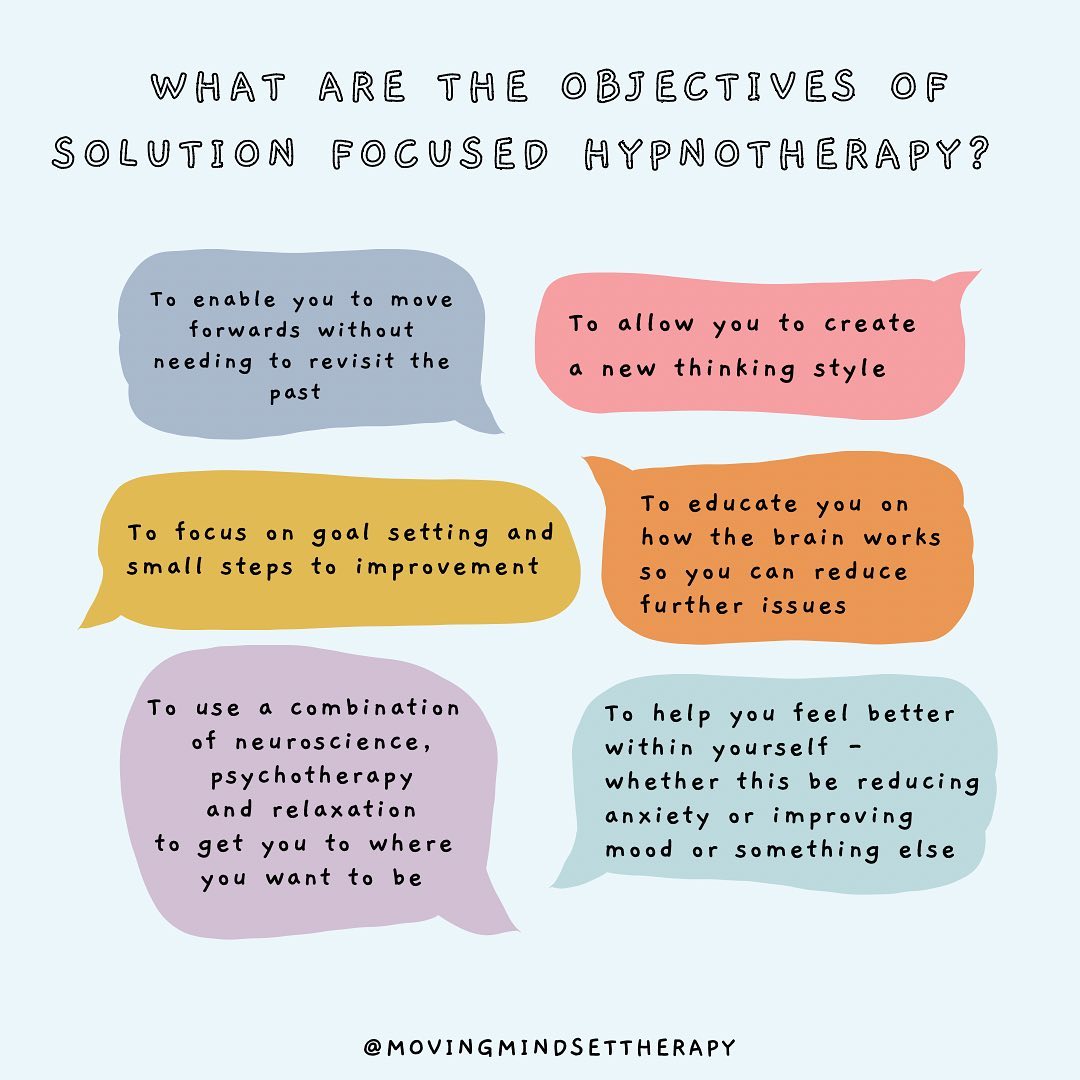 WHAT ARE THE OBJECTIVES OF
SOLUTION FOCUSED HYPNOTHERAPY?
To enable you to move
forwards without
needing to revisit the
past
To allow you to create
a new thinking style
To focus on goal setting and
small steps to improvement
To educate you on
how the brain works
so you can reduce
further issues
To use a combination
of neuroscience,
psychotherapy
and relaxation
to get you to where
you want to be
To help you feel better
within yourself -
whether this be reducing
anxiety or improving
mood or something else
@MOVINGMINDSETTHERAPY